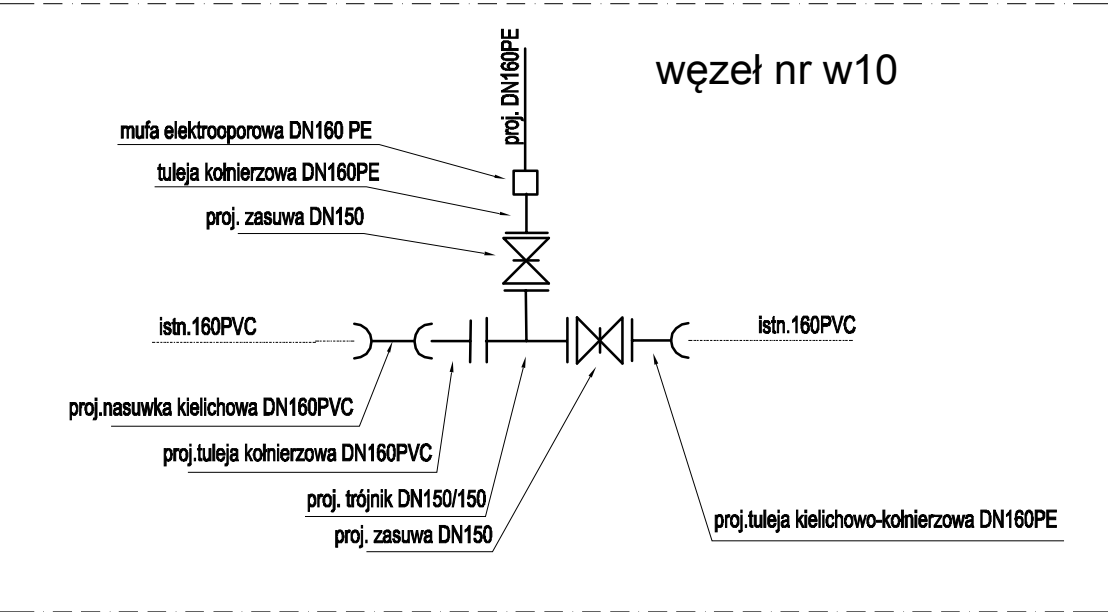 węzeł nr w10
proj. DN160PE
mufa elektrooporowa DN160 PE
tuleja kołnierzowa DN160PE
proj. zasuwa DN150
istn.160PVC
istn.160PVC
proj.nasuwka kielichowa DN160PVC
proj.tuleja kołnierzowa DN160PVC
proj. trójnik DN150/150
proj. zasuwa DN150
proj.tuleja kielichowo-kołnierzowa DN160PE